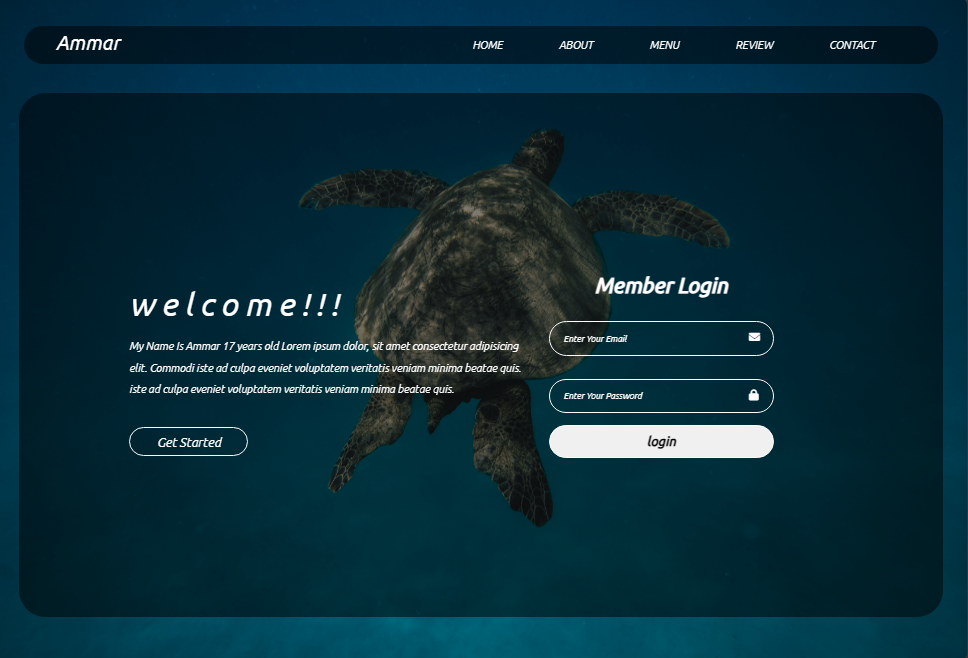 Ammar
HOME ABOUT MENU REVIEW CONTACT
welcome!!!
My Name Is Ammar 17 years old Lorem ipsum dolor, sit amet consectetur adipisicing
elit. Commodi iste ad culpa eveniet voluptatem veritatis veniam minima beatae quis.
iste ad culpa eveniet voluptatem veritatis veniam minima beatae quis.
Get Started
Member Login
Enter Your Email
Enter Your Password
login